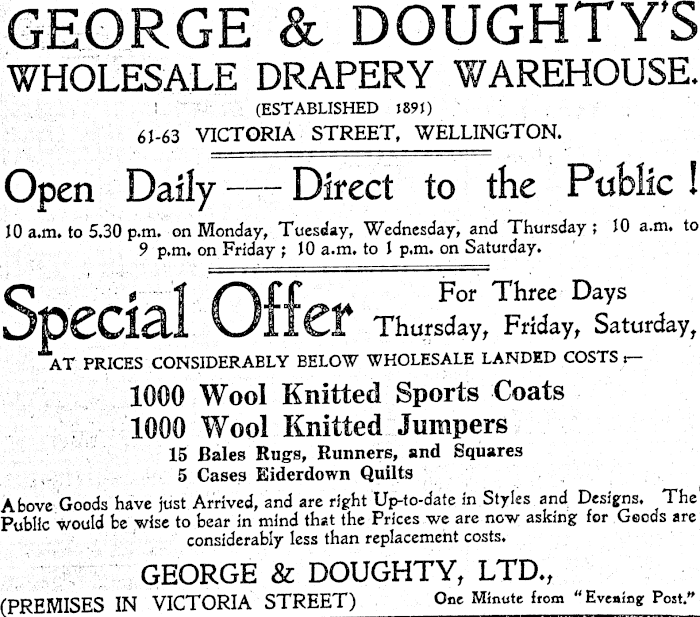 GEORGE & DOUGHTY'S
WHOLESALE DRAPERY WAREHOUSE.
(ESTABLISHED 1891)
61-63 VICTORIA STREET, WELLINGTON.
Open Daily — Direct to the Public !
10 a.m. to 5.30 p.m. on Monday, Tuesday, Wednesday, and Thursday ; 10 a.m. to
9 p.m. on Friday ; 10 a.m. to 1 p.m. on Saturday.
Special Offer
For Three Days
Thursday, Friday, Saturday,
AT PRICES CONSIDERABLY BELOW WHOLESALE LANDED COSTS :—
1000 Wool Knitted Sports Coats
1000 Wool Knitted Jumpers
15 Bales Rugs, Runners, and Squares
5 Cases Eiderdown Quilts
Above Goods have just Arrived, and are right Up-to-date in Styles and Designs. The
Public would be wise to bear in mind that the Prices we are now asking for Goods are
considerably less than replacement costs.
GEORGE & DOUGHTY, LTD.,
(PREMISES IN VICTORIA STREET) One Minute from "Evening Post."